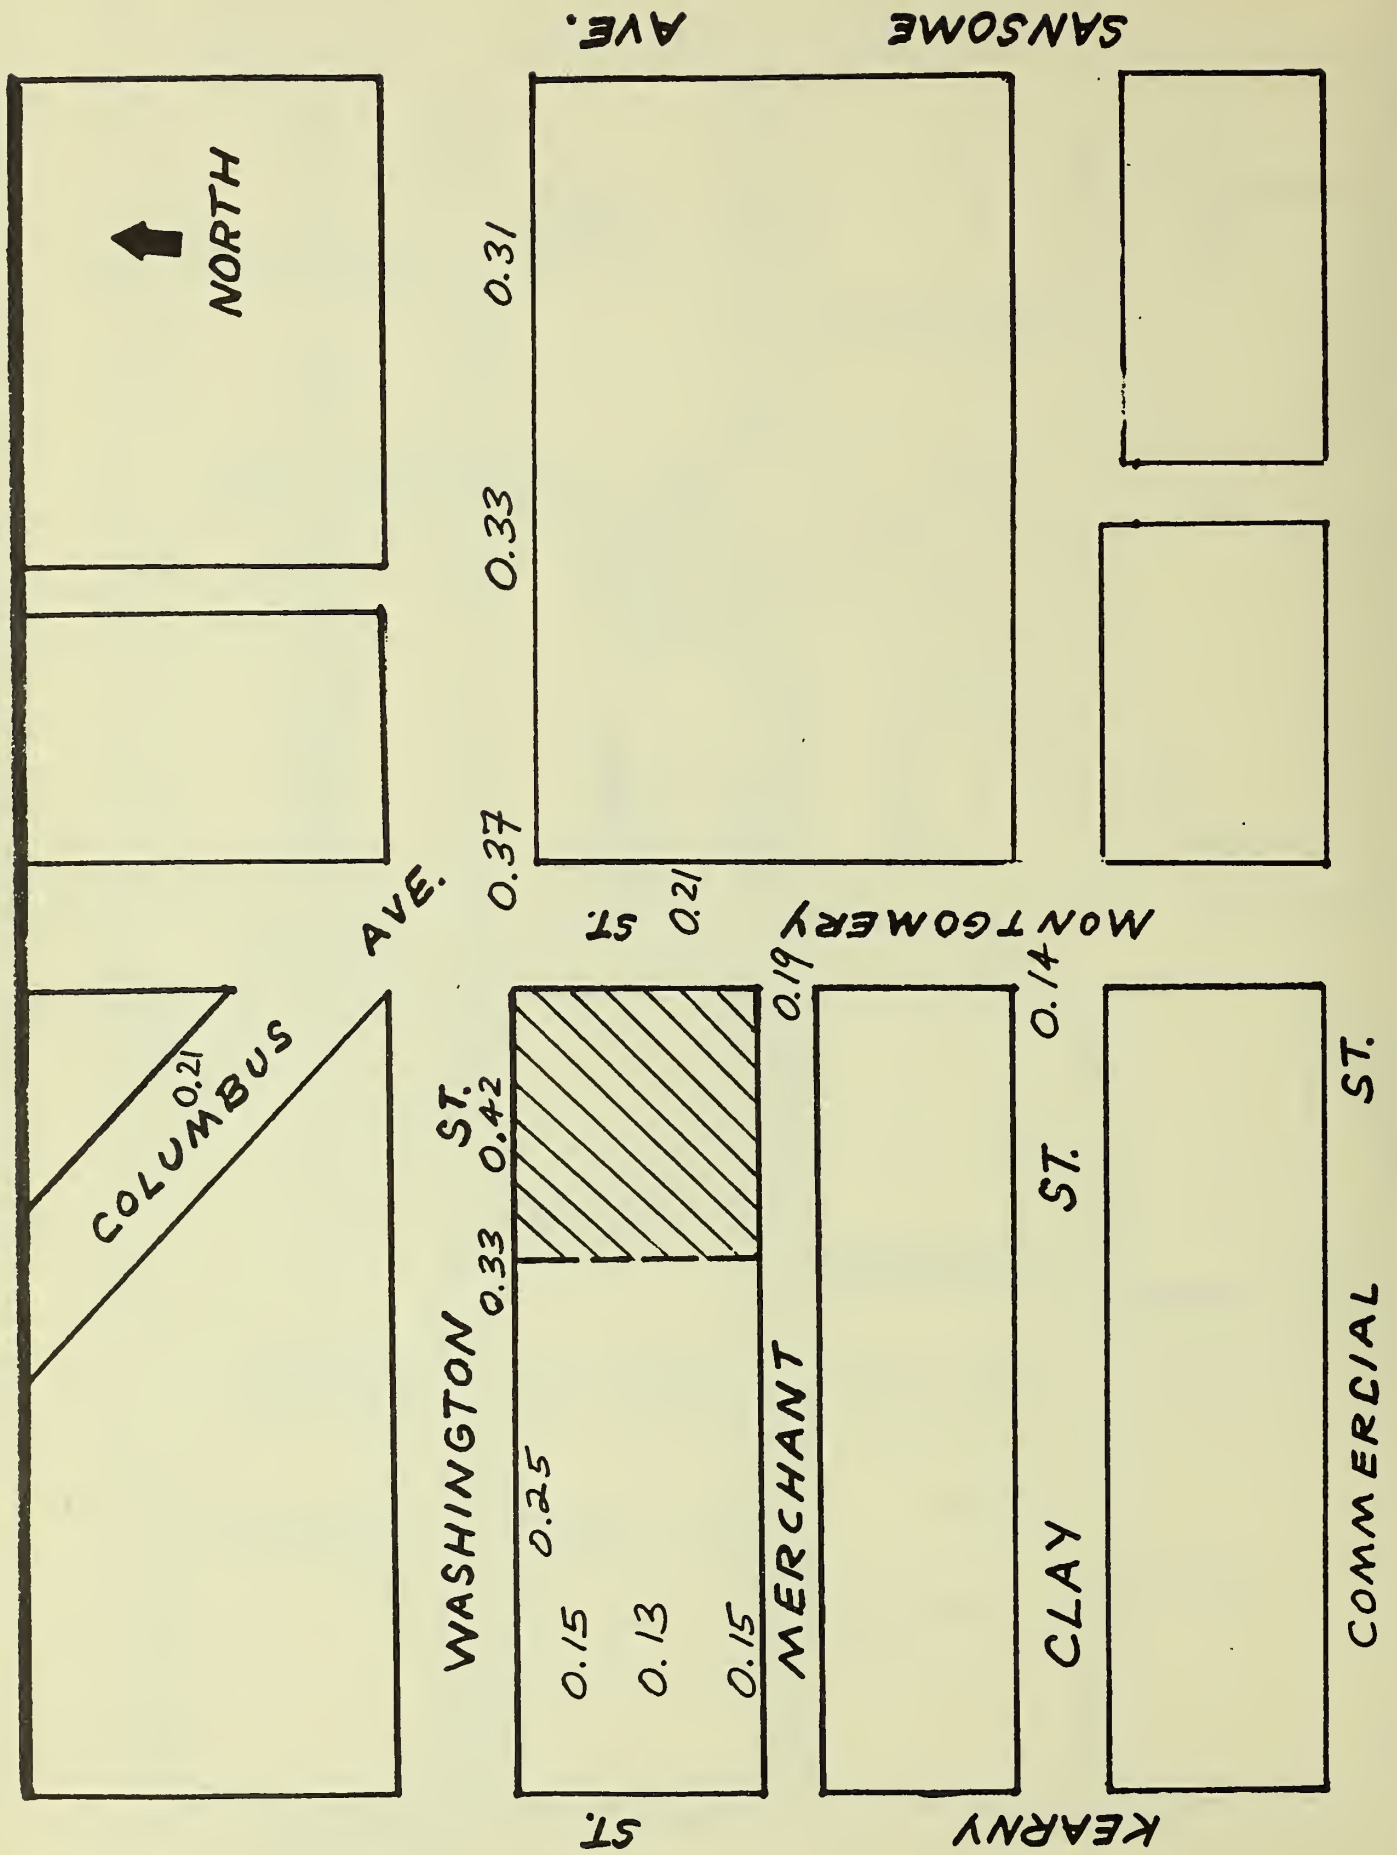 NORTH
COLUMBUS AVE.
0.21
WASHINGTON ST.
0.33
0.42
0.37
0.33
0.31
0.25
0.15
0.13
0.15
MERCHANT
0.19
0.21
CLAY ST.
0.14
COMMERCIAL ST.
KEARNY ST.
MONTGOMERY ST.
SANSOME AVE.